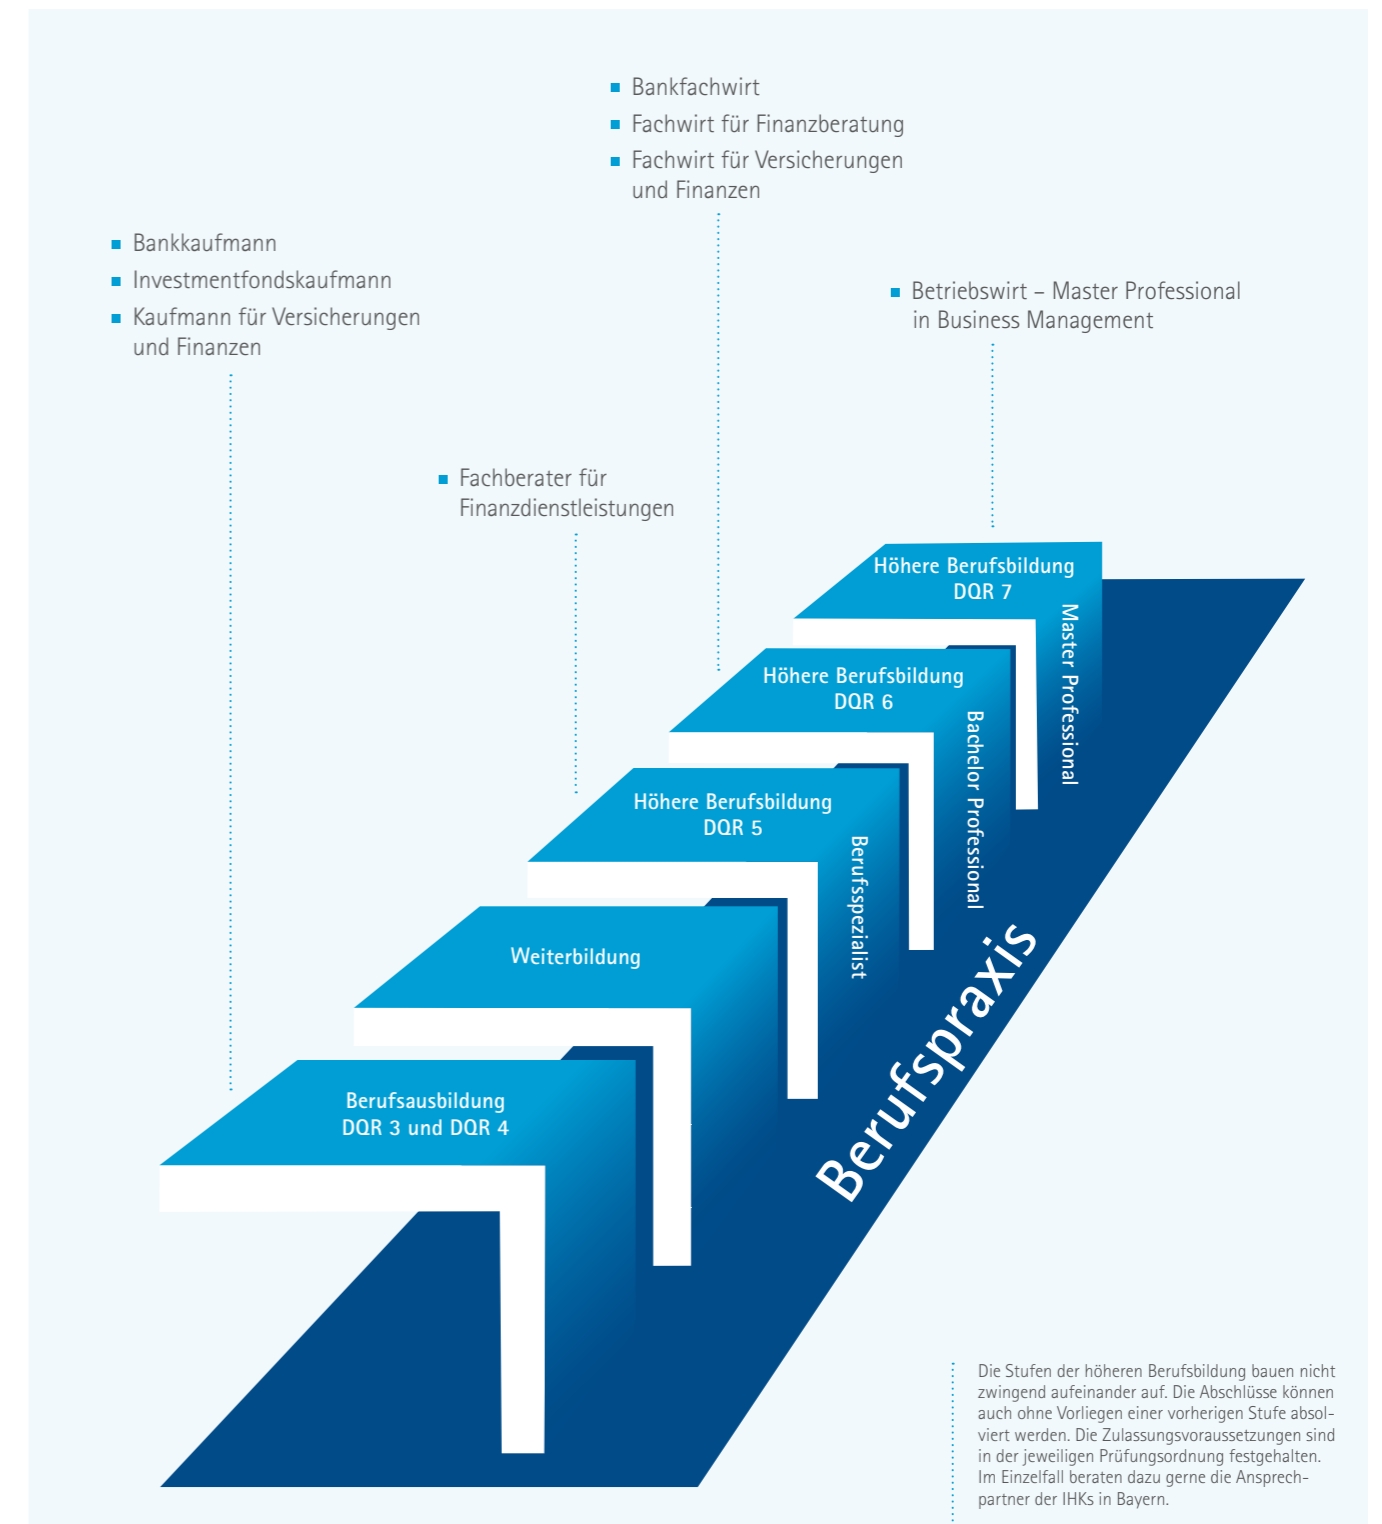 Bankfachwirt
Fachwirt für Finanzberatung
Fachwirt für Versicherungen
und Finanzen
Bankkaufmann
Investmentfondskaufmann
Kaufmann für Versicherungen
und Finanzen
Betriebswirt – Master Professional
in Business Management
Fachberater für
Finanzdienstleistungen
Höhere Berufsbildung
DQR 7
Master Professional
Höhere Berufsbildung
DQR 6
Bachelor Professional
Höhere Berufsbildung
DQR 5
Berufsspezialist
Weiterbildung
Berufsausbildung
DQR 3 und DQR 4
Berufspraxis
Die Stufen der höheren Berufsbildung bauen nicht
zwingend aufeinander auf. Die Abschlüsse können
auch ohne Vorliegen einer vorherigen Stufe absol-
viert werden. Die Zulassungsvoraussetzungen sind
in der jeweiligen Prüfungsordnung festgehalten.
Im Einzelfall beraten dazu gerne die Ansprech-
partner der IHKs in Bayern.